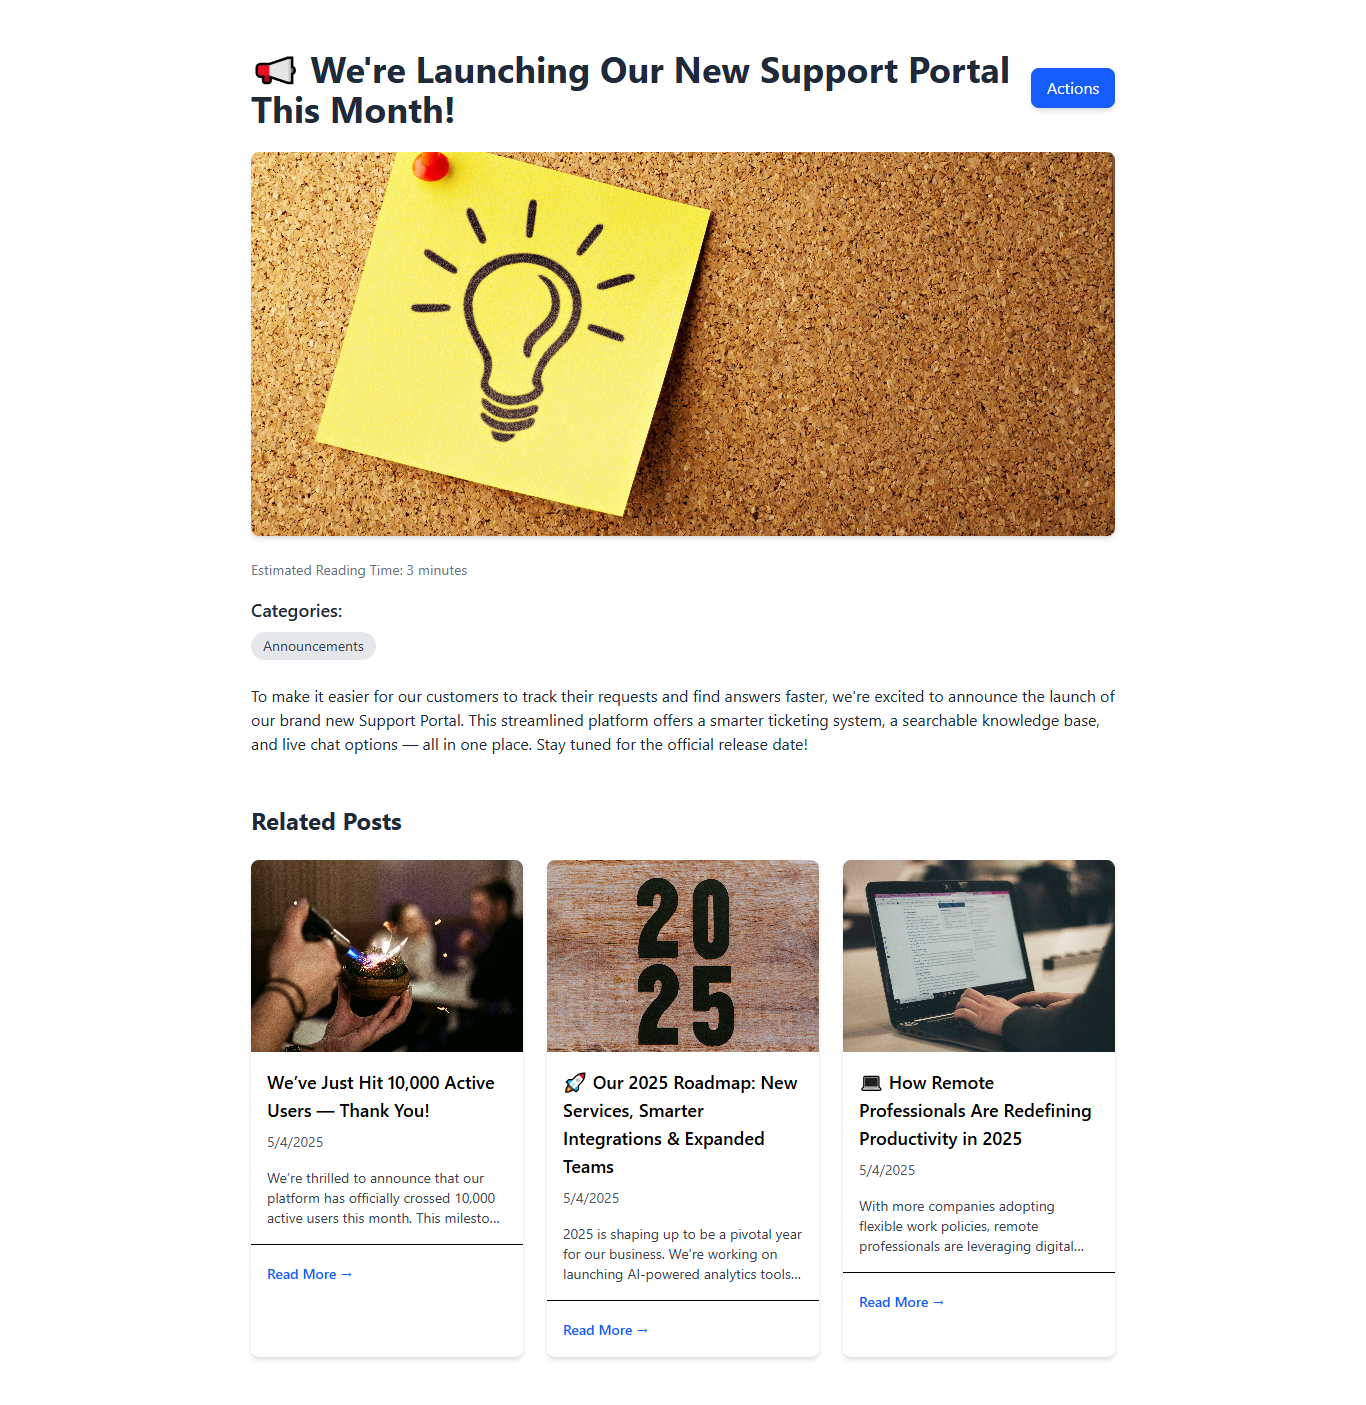 📢 We're Launching Our New Support Portal
This Month!
Actions
Estimated Reading Time: 3 minutes
Categories:
Announcements
To make it easier for our customers to track their requests and find answers faster, we're excited to announce the launch of
our brand new Support Portal. This streamlined platform offers a smarter ticketing system, a searchable knowledge base,
and live chat options — all in one place. Stay tuned for the official release date!
Related Posts
We’ve Just Hit 10,000 Active
Users — Thank You!
5/4/2025
We’re thrilled to announce that our
platform has officially crossed 10,000
active users this month. This milesto...
Read More →
20
25
🚀 Our 2025 Roadmap: New
Services, Smarter
Integrations & Expanded
Teams
5/4/2025
2025 is shaping up to be a pivotal year
for our business. We're working on
launching AI-powered analytics tools...
Read More →
💻 How Remote
Professionals Are Redefining
Productivity in 2025
5/4/2025
With more companies adopting
flexible work policies, remote
professionals are leveraging digital...
Read More →